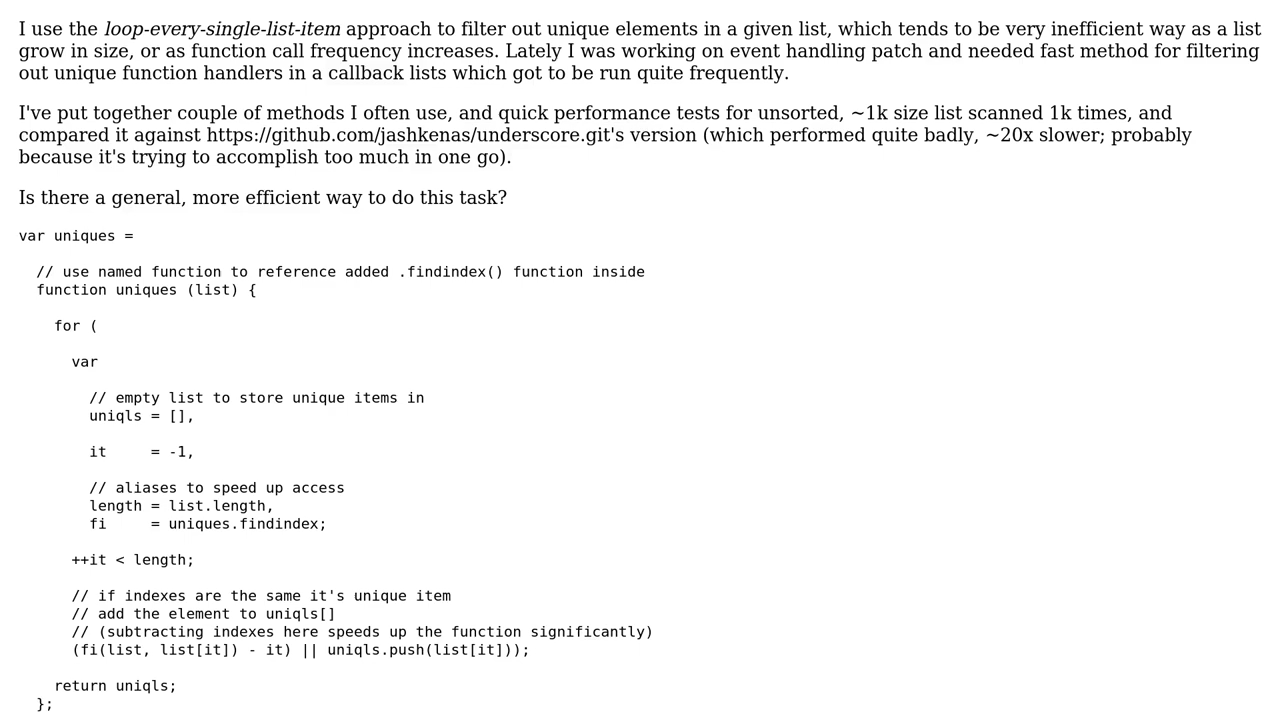 I use the loop-every-single-list-item approach to filter out unique elements in a given list, which tends to be very inefficient way as a list
grow in size, or as function call frequency increases. Lately I was working on event handling patch and needed fast method for filtering
out unique function handlers in a callback lists which got to be run quite frequently.
I've put together couple of methods I often use, and quick performance tests for unsorted, ~1k size list scanned 1k times, and
compared it against https://github.com/jashkenas/underscore.git's version (which performed quite badly, ~20x slower; probably
because it's trying to accomplish too much in one go).
Is there a general, more efficient way to do this task?
var uniques =
  // use named function to reference added .findindex() function inside
  function uniques (list) {
    for (
      var
        // empty list to store unique items in
        uniqls = [],
        it     = -1,
        // aliases to speed up access
        length = list.length,
        fi     = uniques.findindex;
      ++it < length;
      // if indexes are the same it's unique item
      // add the element to uniqls[]
      // (subtracting indexes here speeds up the function significantly)
      (fi(list, list[it]) - it) || uniqls.push(list[it]));
    return uniqls;
  };